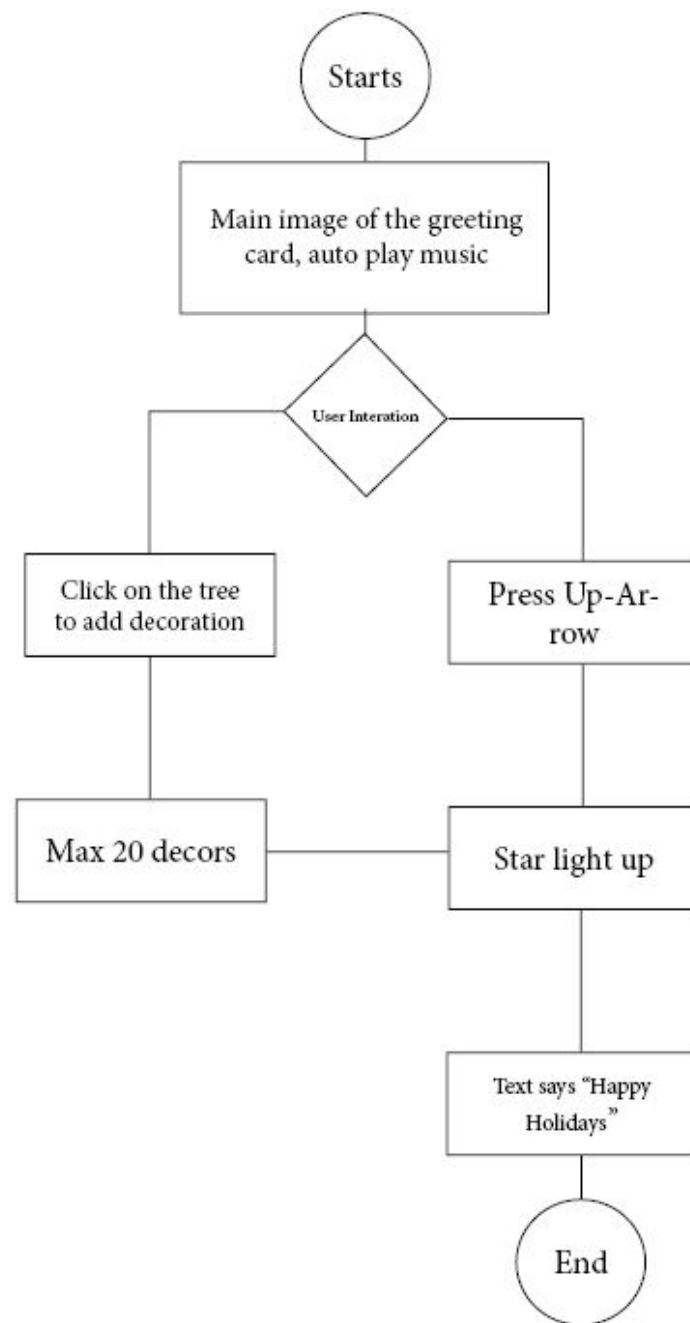 Starts
Main image of the greeting
card, auto play music
User Interation
Click on the tree
to add decoration
Press Up-Ar-
row
Max 20 decors
Star light up
Text says “Happy
Holidays”
End